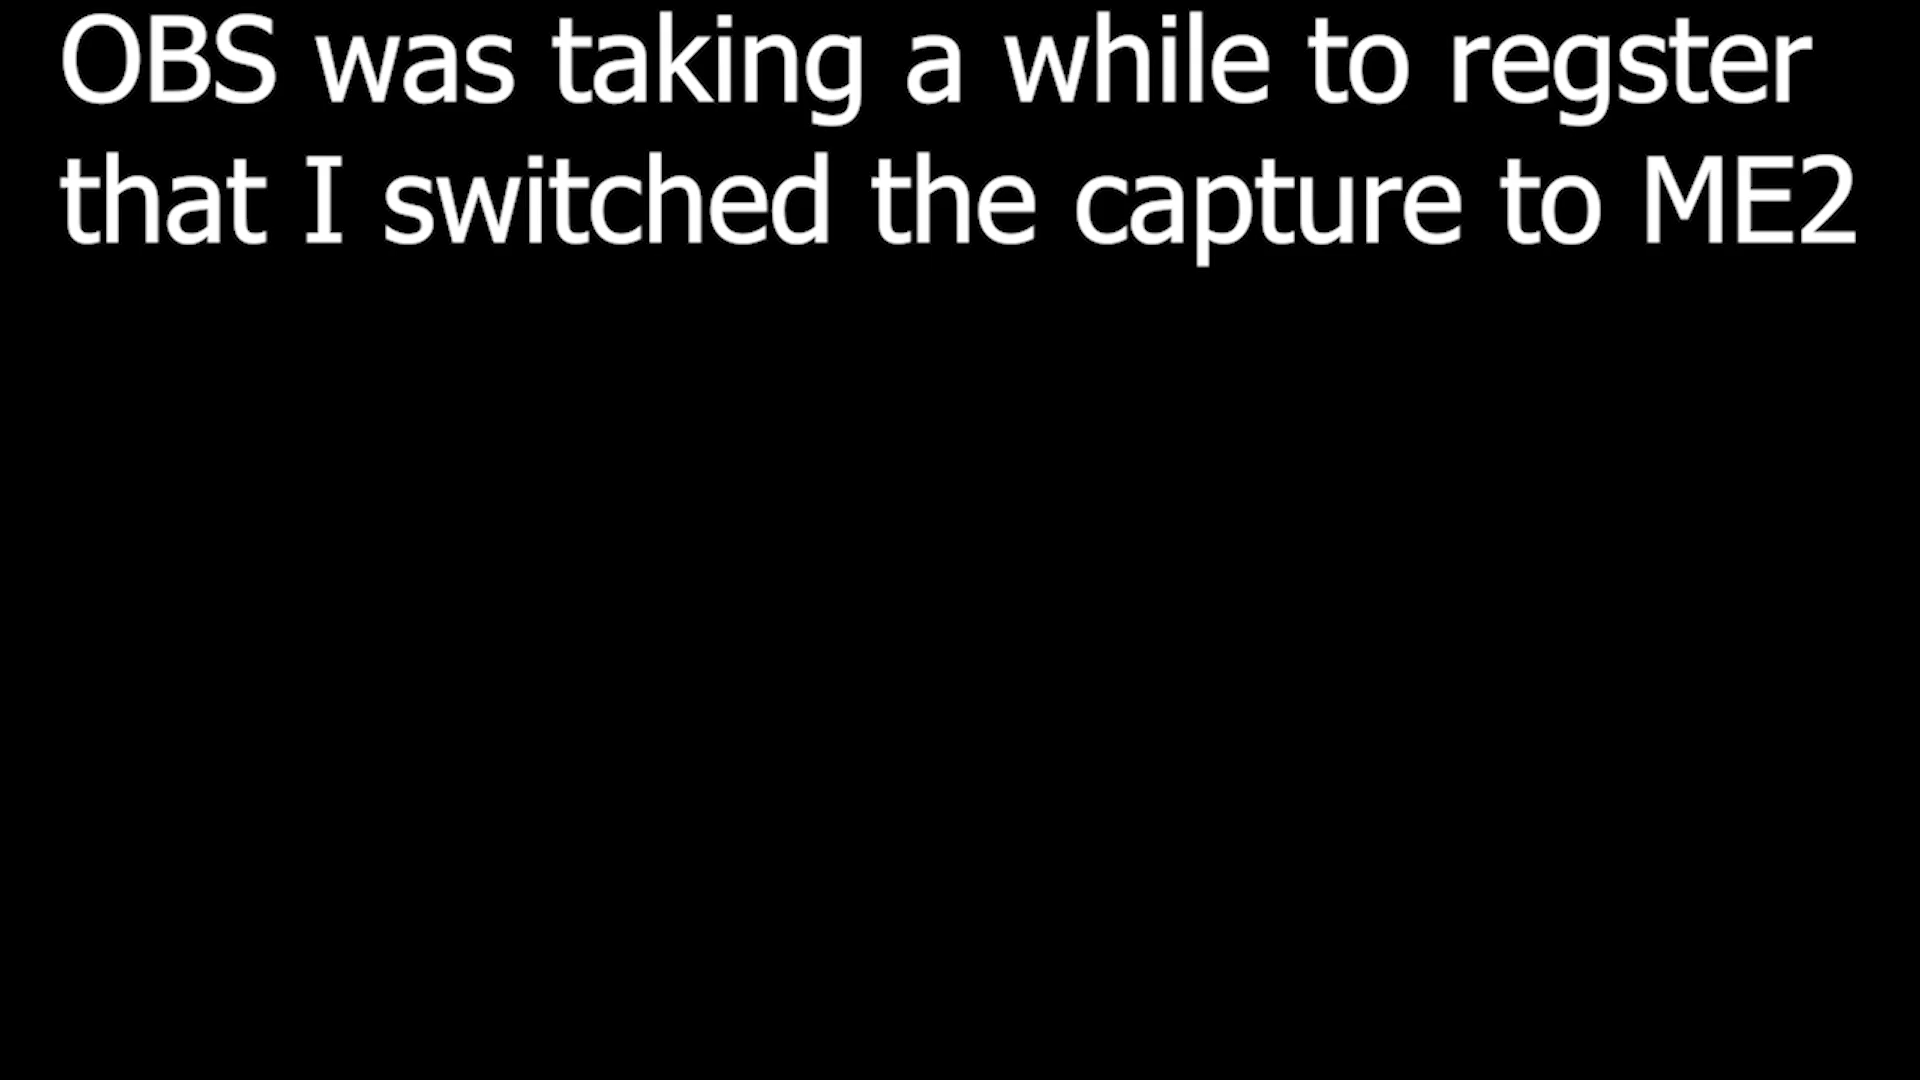 OBS was taking a while to regster
that I switched the capture to ME2